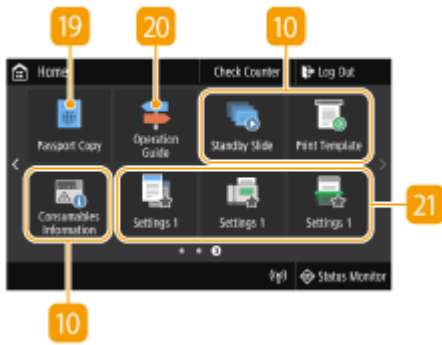 19
20
10
Home
Check Counter
Log Out
Passport Copy
Operation
Guide
Standby Slide
Print Template
Consumables
Information
Settings 1
Settings 1
Settings 1
21
3
Status Monitor
10